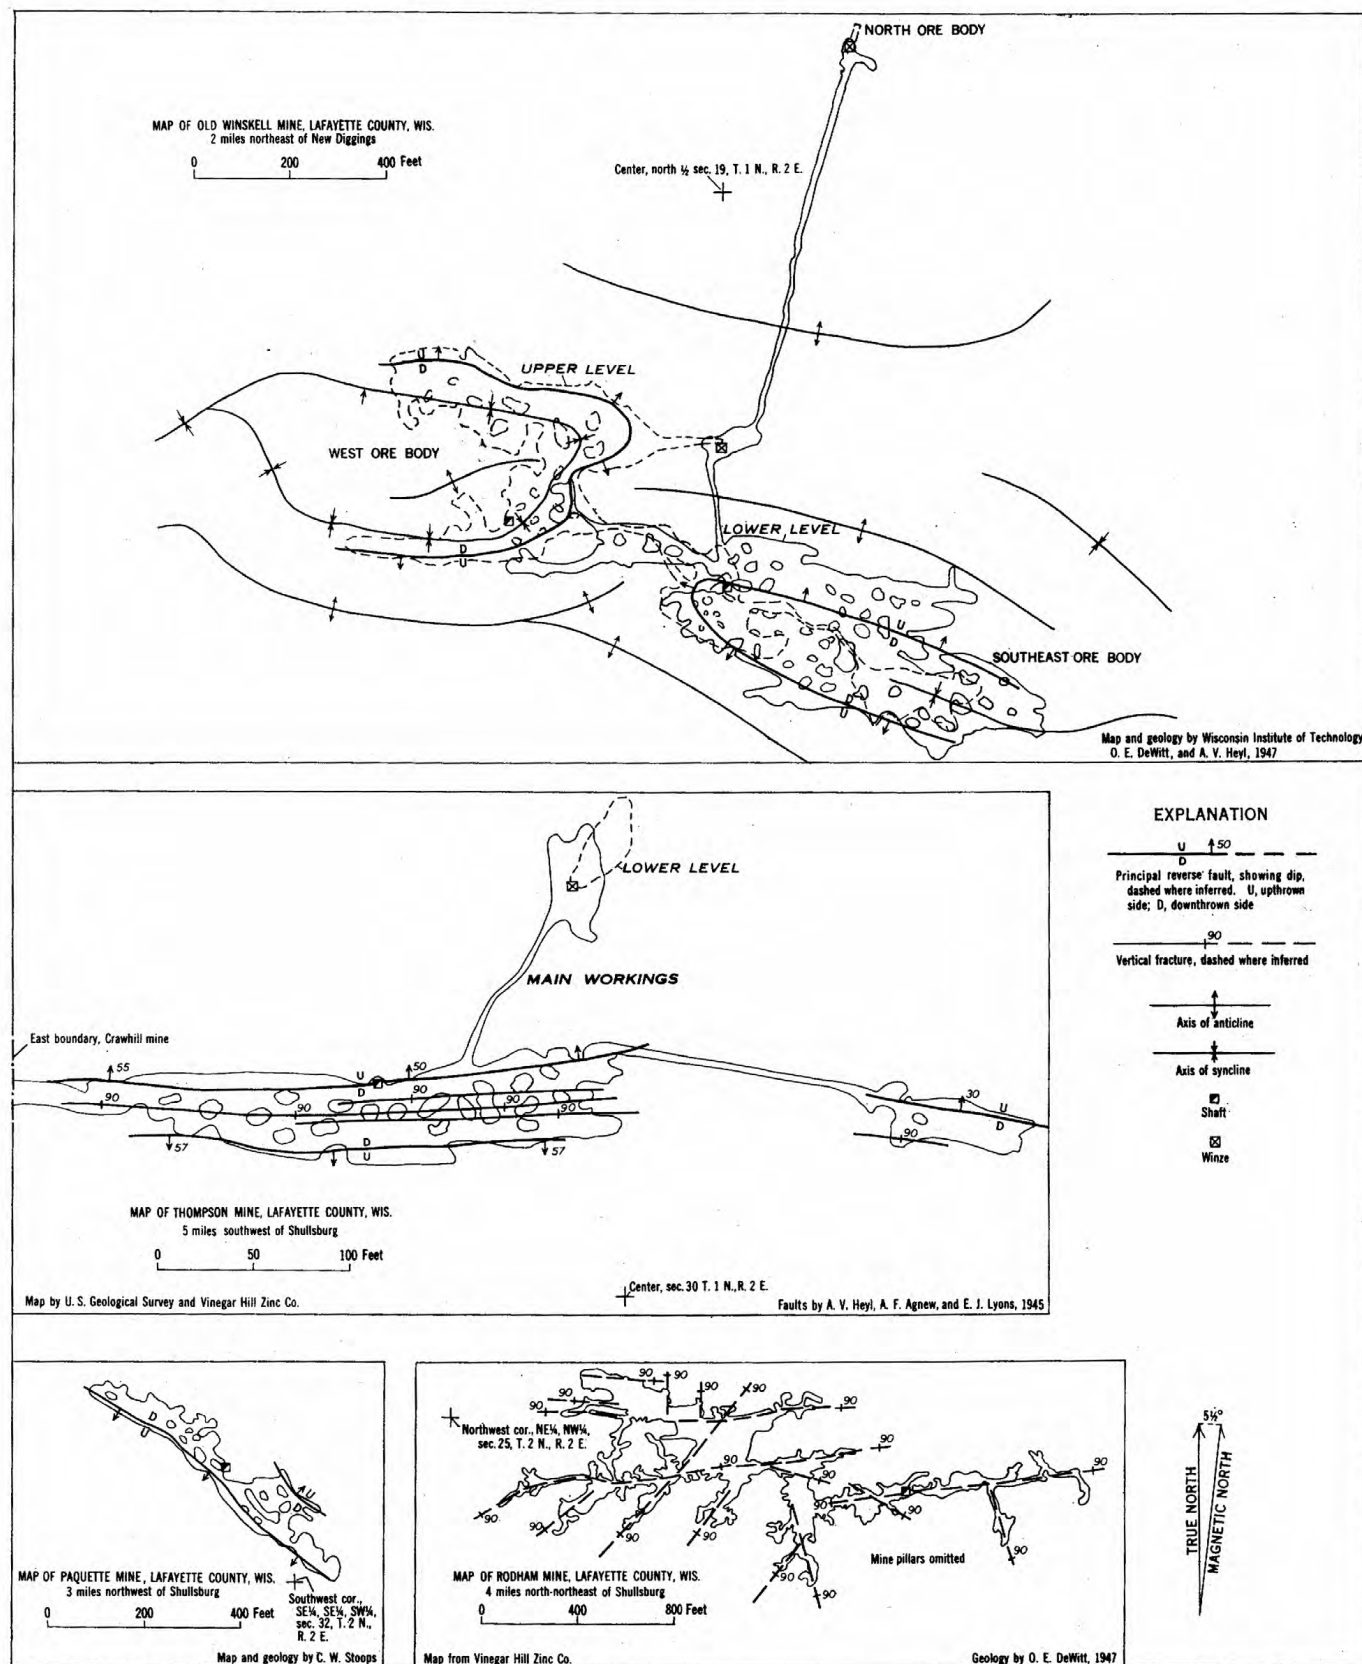 NORTH ORE BODY
MAP OF OLD WINSKELL MINE, LAFAYETTE COUNTY, WIS.
2 miles northeast of New Diggings
0 200 400 Feet
Center, north ½ sec. 19, T. 1 N., R. 2 E.
U
D
UPPER LEVEL
WEST ORE BODY
LOWER LEVEL
D
U
U
D
SOUTHEAST ORE BODY
D
U
Map and geology by Wisconsin Institute of Technology
O. E. DeWitt, and A. V. Heyl, 1947
LOWER LEVEL
MAIN WORKINGS
East boundary, Crawhill mine
55
U
D
50
90
90
90
90
90
30
U
D
90
57
D
U
57
MAP OF THOMPSON MINE, LAFAYETTE COUNTY, WIS.
5 miles southwest of Shullsburg
0 50 100 Feet
Center, sec. 30 T. 1 N., R. 2 E.
Map by U. S. Geological Survey and Vinegar Hill Zinc Co.
Faults by A. V. Heyl, A. F. Agnew, and E. J. Lyons, 1945
EXPLANATION
U 50
D
Principal reverse fault, showing dip,
dashed where inferred. U, upthrown
side; D, downthrown side
90
Vertical fracture, dashed where inferred
Axis of anticline
Axis of syncline
Shaft
Winze
D
U
U
D
MAP OF PAQUETTE MINE, LAFAYETTE COUNTY, WIS.
3 miles northwest of Shullsburg
0 200 400 Feet
Southwest cor.,
SE¼, SE¼, SW¼,
sec. 32, T. 2 N.,
R. 2 E.
Map and geology by C. W. Stoops
90
90
90
90
90
90
90
Northwest cor., NE¼, NW¼,
sec. 25, T. 2 N., R. 2 E.
90
90
90
90
90
90
90
90
90
90
90
90
90
90
Mine pillars omitted
MAP OF RODHAM MINE, LAFAYETTE COUNTY, WIS.
4 miles north-northeast of Shullsburg
0 400 800 Feet
Map from Vinegar Hill Zinc Co.
Geology by O. E. DeWitt, 1947
5½°
TRUE NORTH
MAGNETIC NORTH